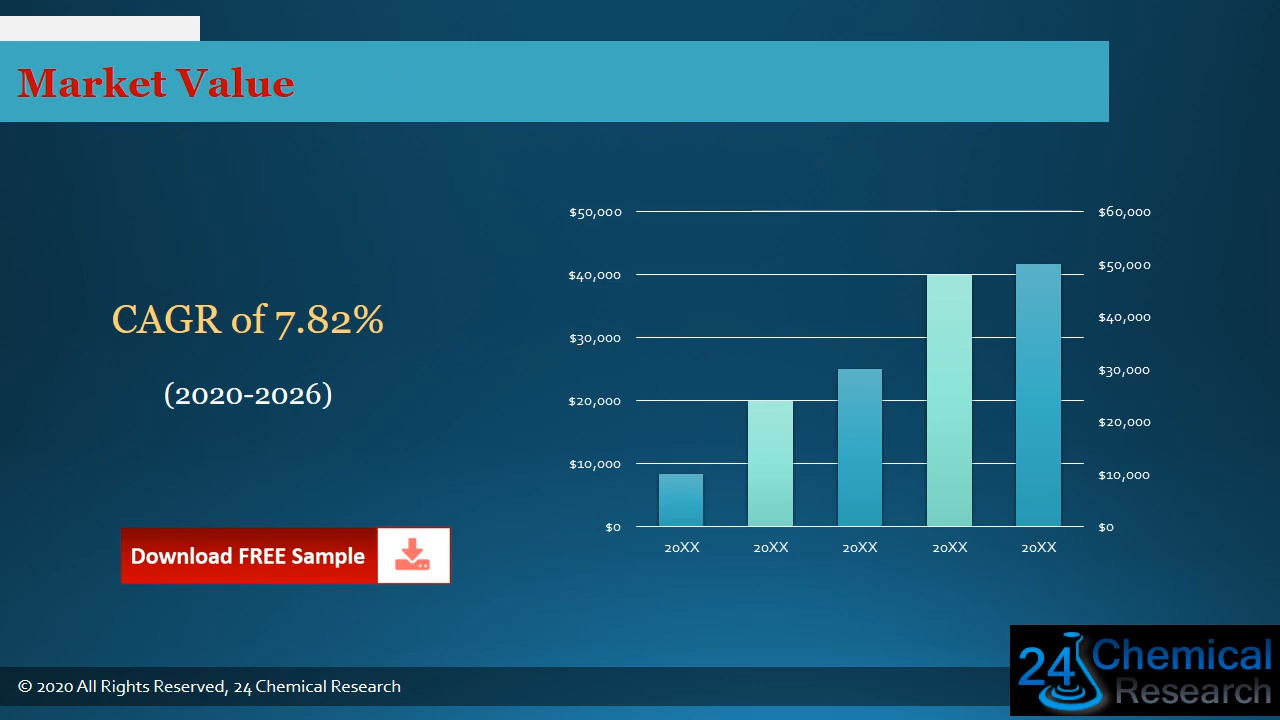 Market Value
CAGR of 7.82%
(2020-2026)
Download FREE Sample
$50,000
$40,000
$30,000
$20,000
$10,000
$0
$60,000
$50,000
$40,000
$30,000
$20,000
$10,000
$0
20XX 20XX 20XX 20XX 20XX
© 2020 All Rights Reserved, 24 Chemical Research
24 Chemical
Research